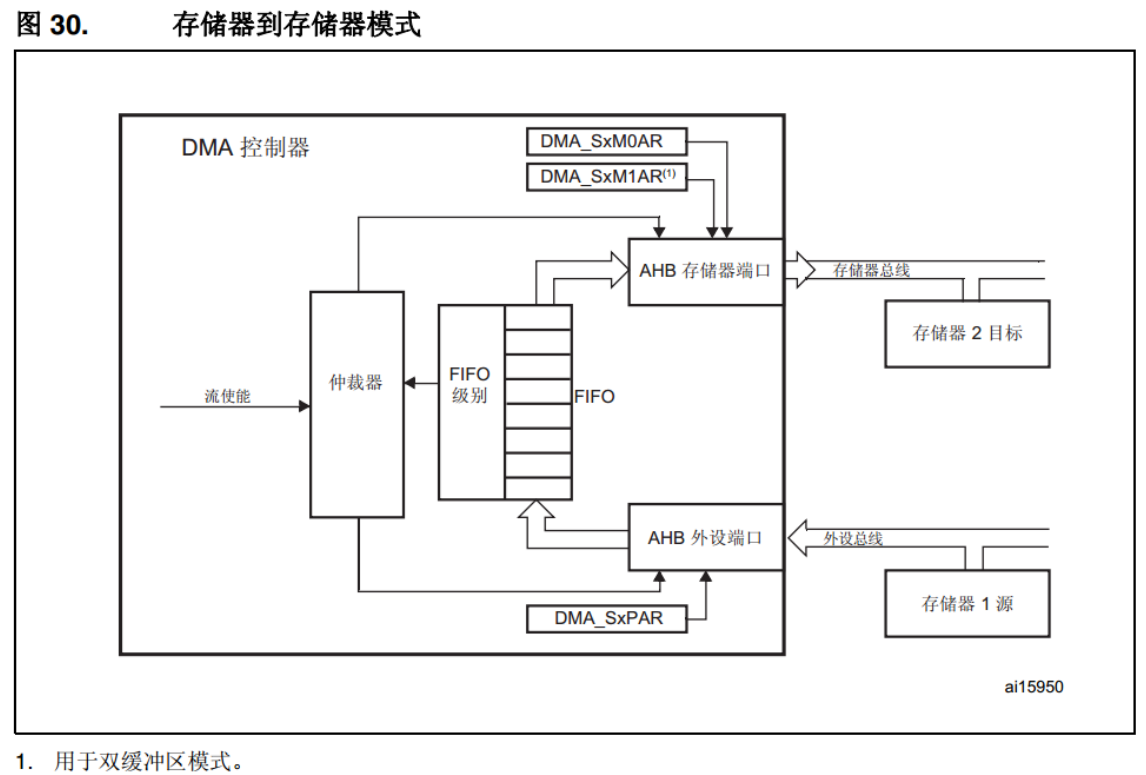 图 30. 存储器到存储器模式
DMA 控制器
DMA_SxM0AR
DMA_SxM1AR(1)
AHB 存储器端口
存储器总线
存储器 2 目标
仲裁器
流使能
FIFO
级别
FIFO
AHB 外设端口
外设总线
存储器 1 源
DMA_SxPAR
ai15950
1. 用于双缓冲区模式。